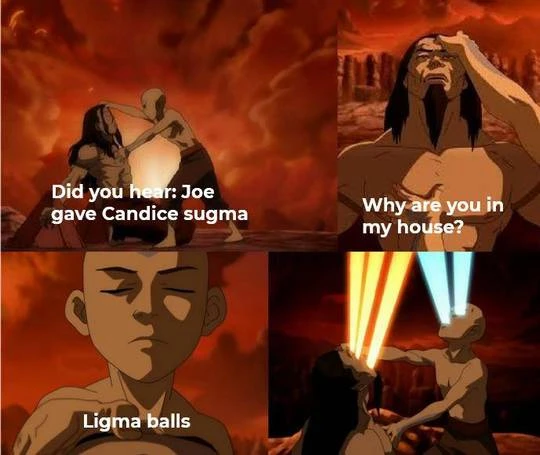 Did you hear: Joe
gave Candice sugma
Why are you in
my house?
Ligma balls